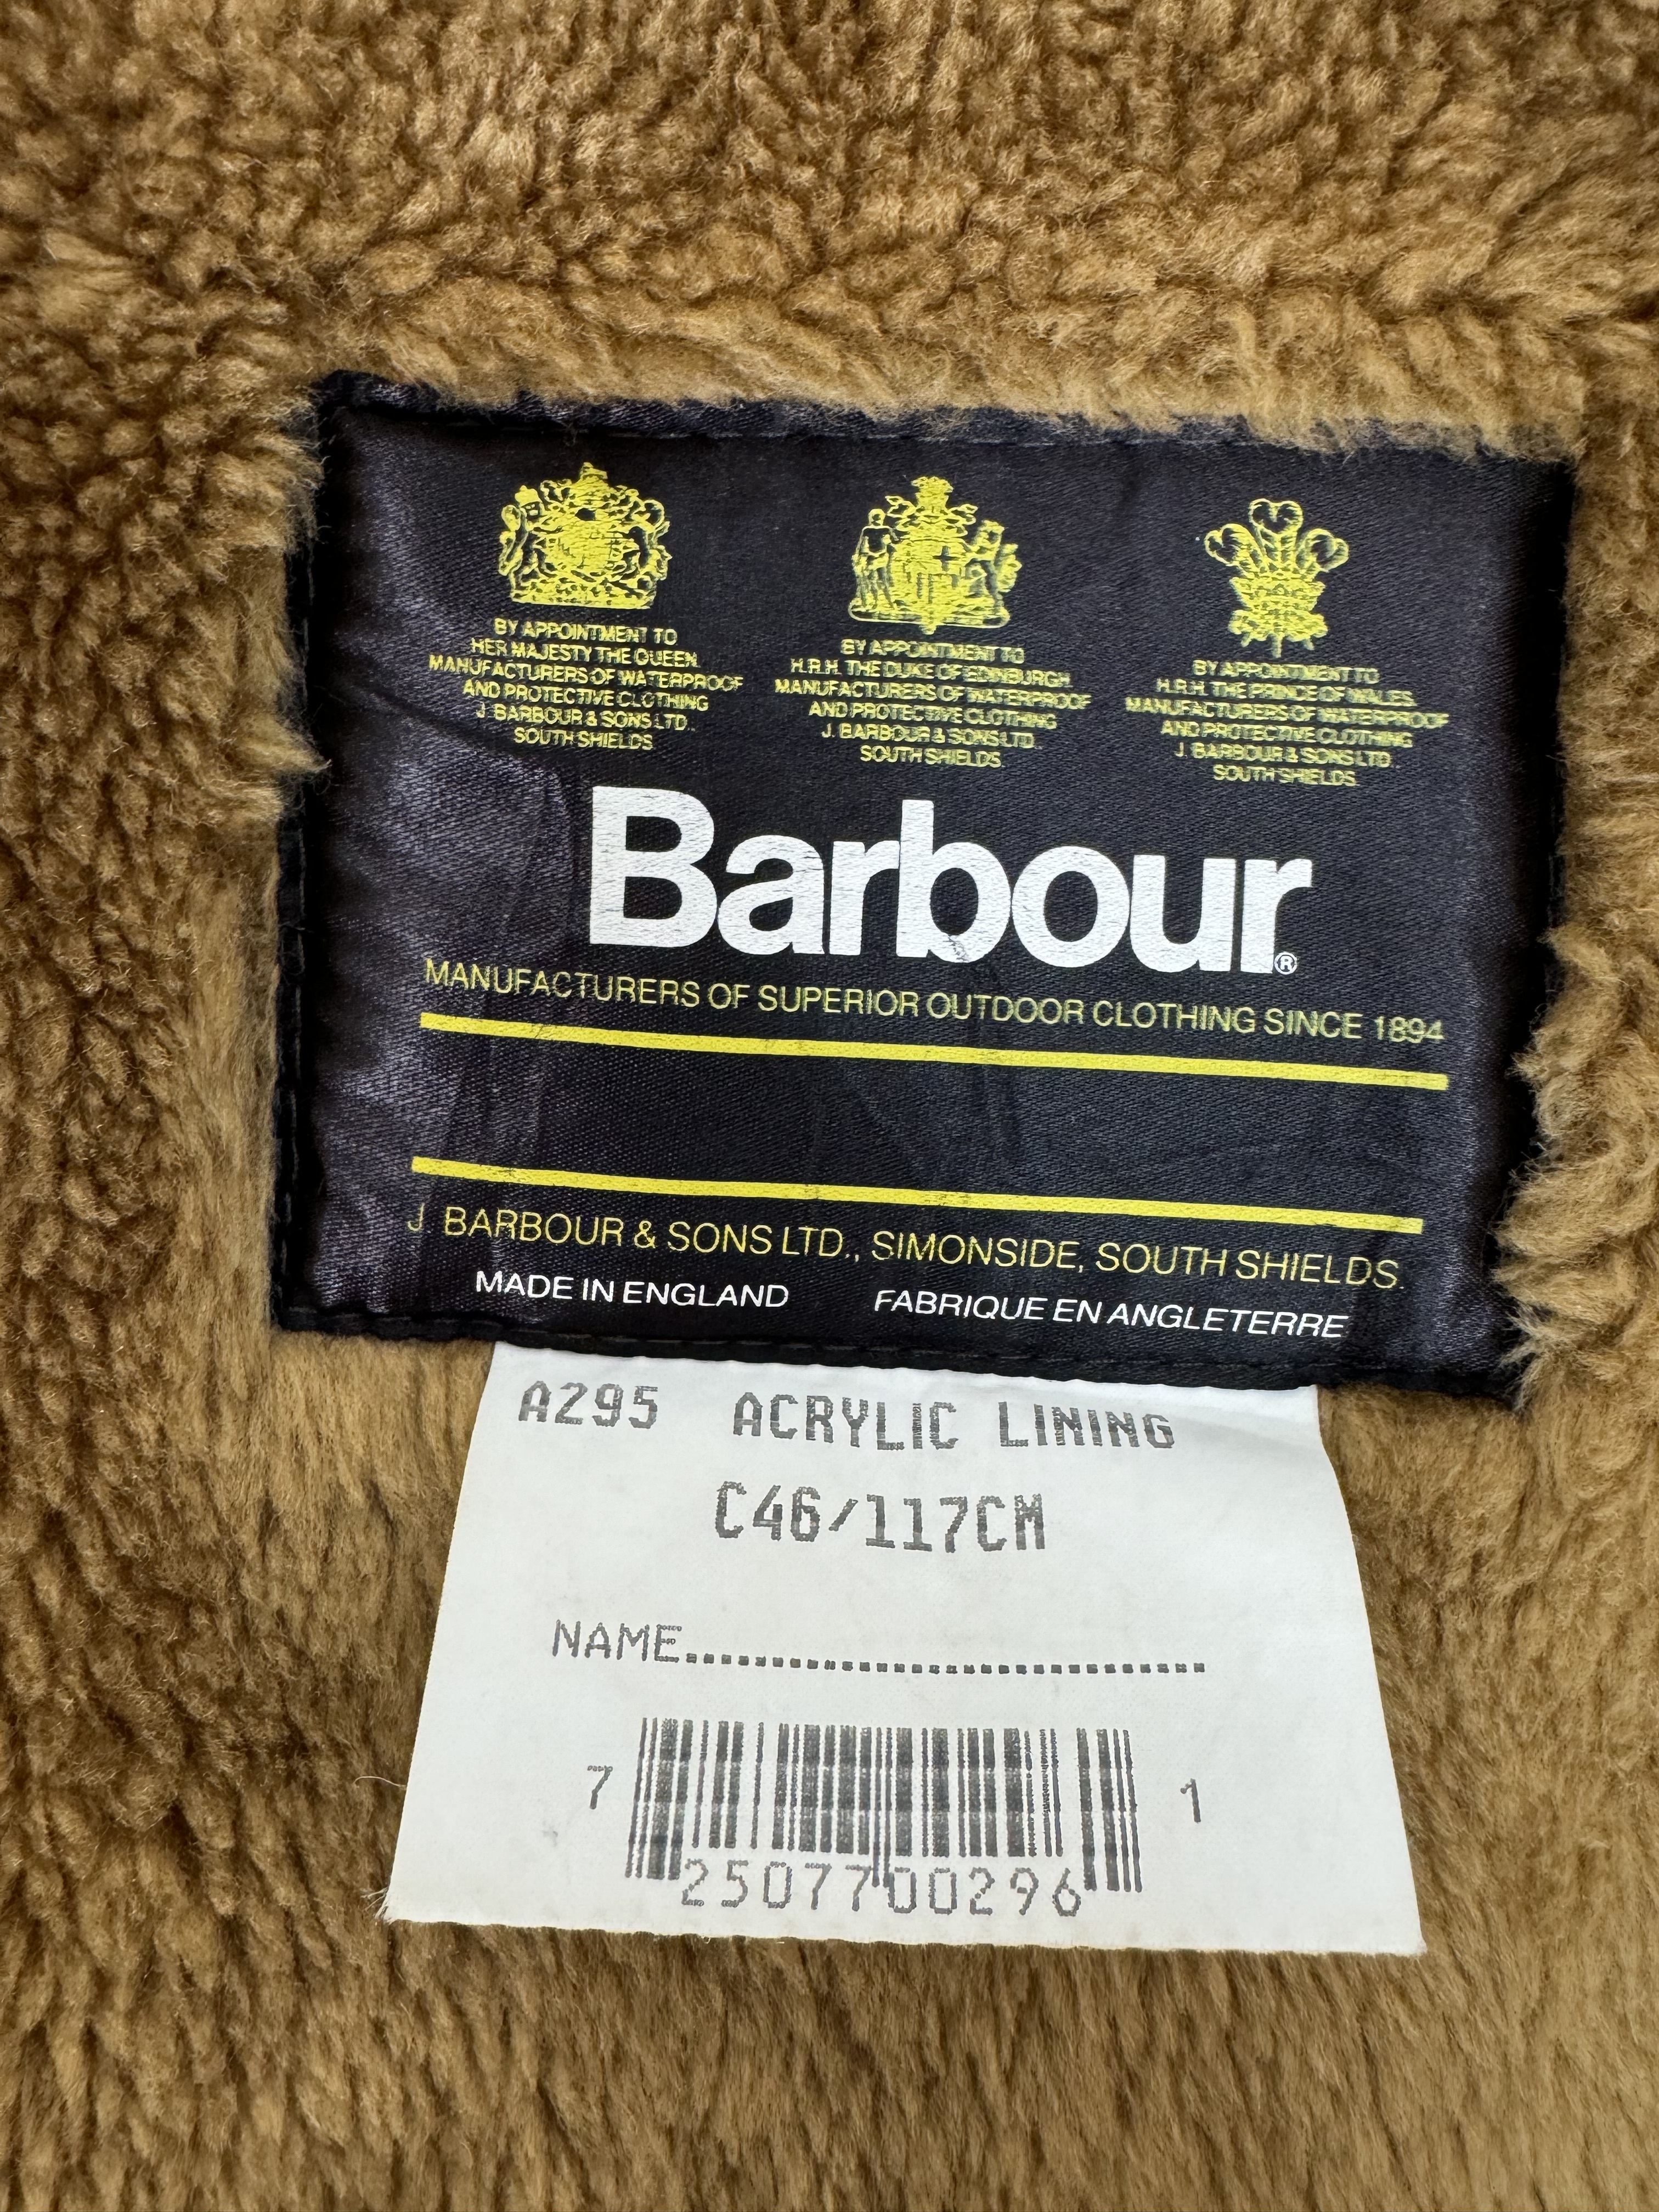 BY APPOINTMENT TO
HER MAJESTY THE QUEEN.
MANUFACTURERS OF WATERPROOF
AND PROTECTIVE CLOTHING
J. BARBOUR & SONS LTD.,
SOUTH SHIELDS.
BY APPOINTMENT TO
H.R.H. THE DUKE OF EDINBURGH
MANUFACTURERS OF WATERPROOF
AND PROTECTIVE CLOTHING
J. BARBOUR & SONS LTD.
SOUTH SHIELDS.
BY APPOINTMENT TO
H.R.H. THE PRINCE OF WALES.
MANUFACTURERS OF WATERPROOF
AND PROTECTIVE CLOTHING
J. BARBOUR & SONS LTD.
SOUTH SHIELDS.
Barbour®
MANUFACTURERS OF SUPERIOR OUTDOOR CLOTHING SINCE 1894
J BARBOUR & SONS LTD., SIMONSIDE, SOUTH SHIELDS.
MADE IN ENGLAND FABRIQUE EN ANGLETERRE
A295 ACRYLIC LINING
C46/117CM
NAME..............................
7 1
2507700296